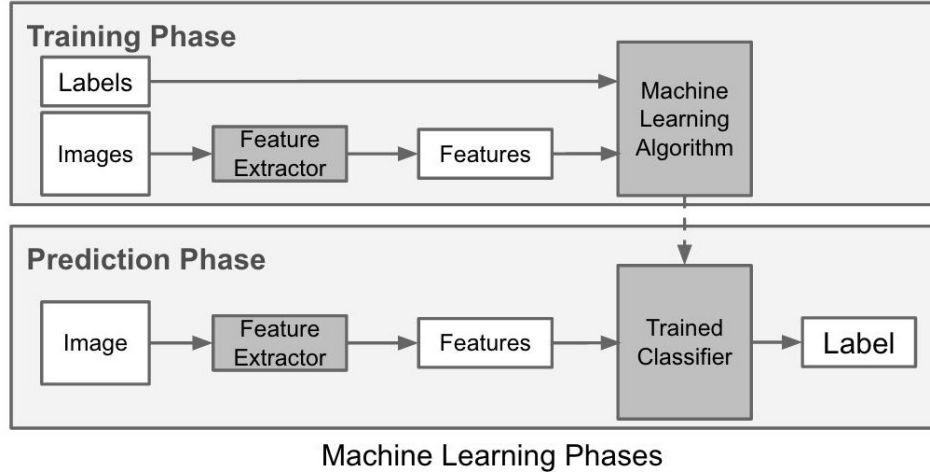 Training Phase
Labels
Images
Feature
Extractor
Features
Machine
Learning
Algorithm
Prediction Phase
Image
Feature
Extractor
Features
Trained
Classifier
Label
Machine Learning Phases